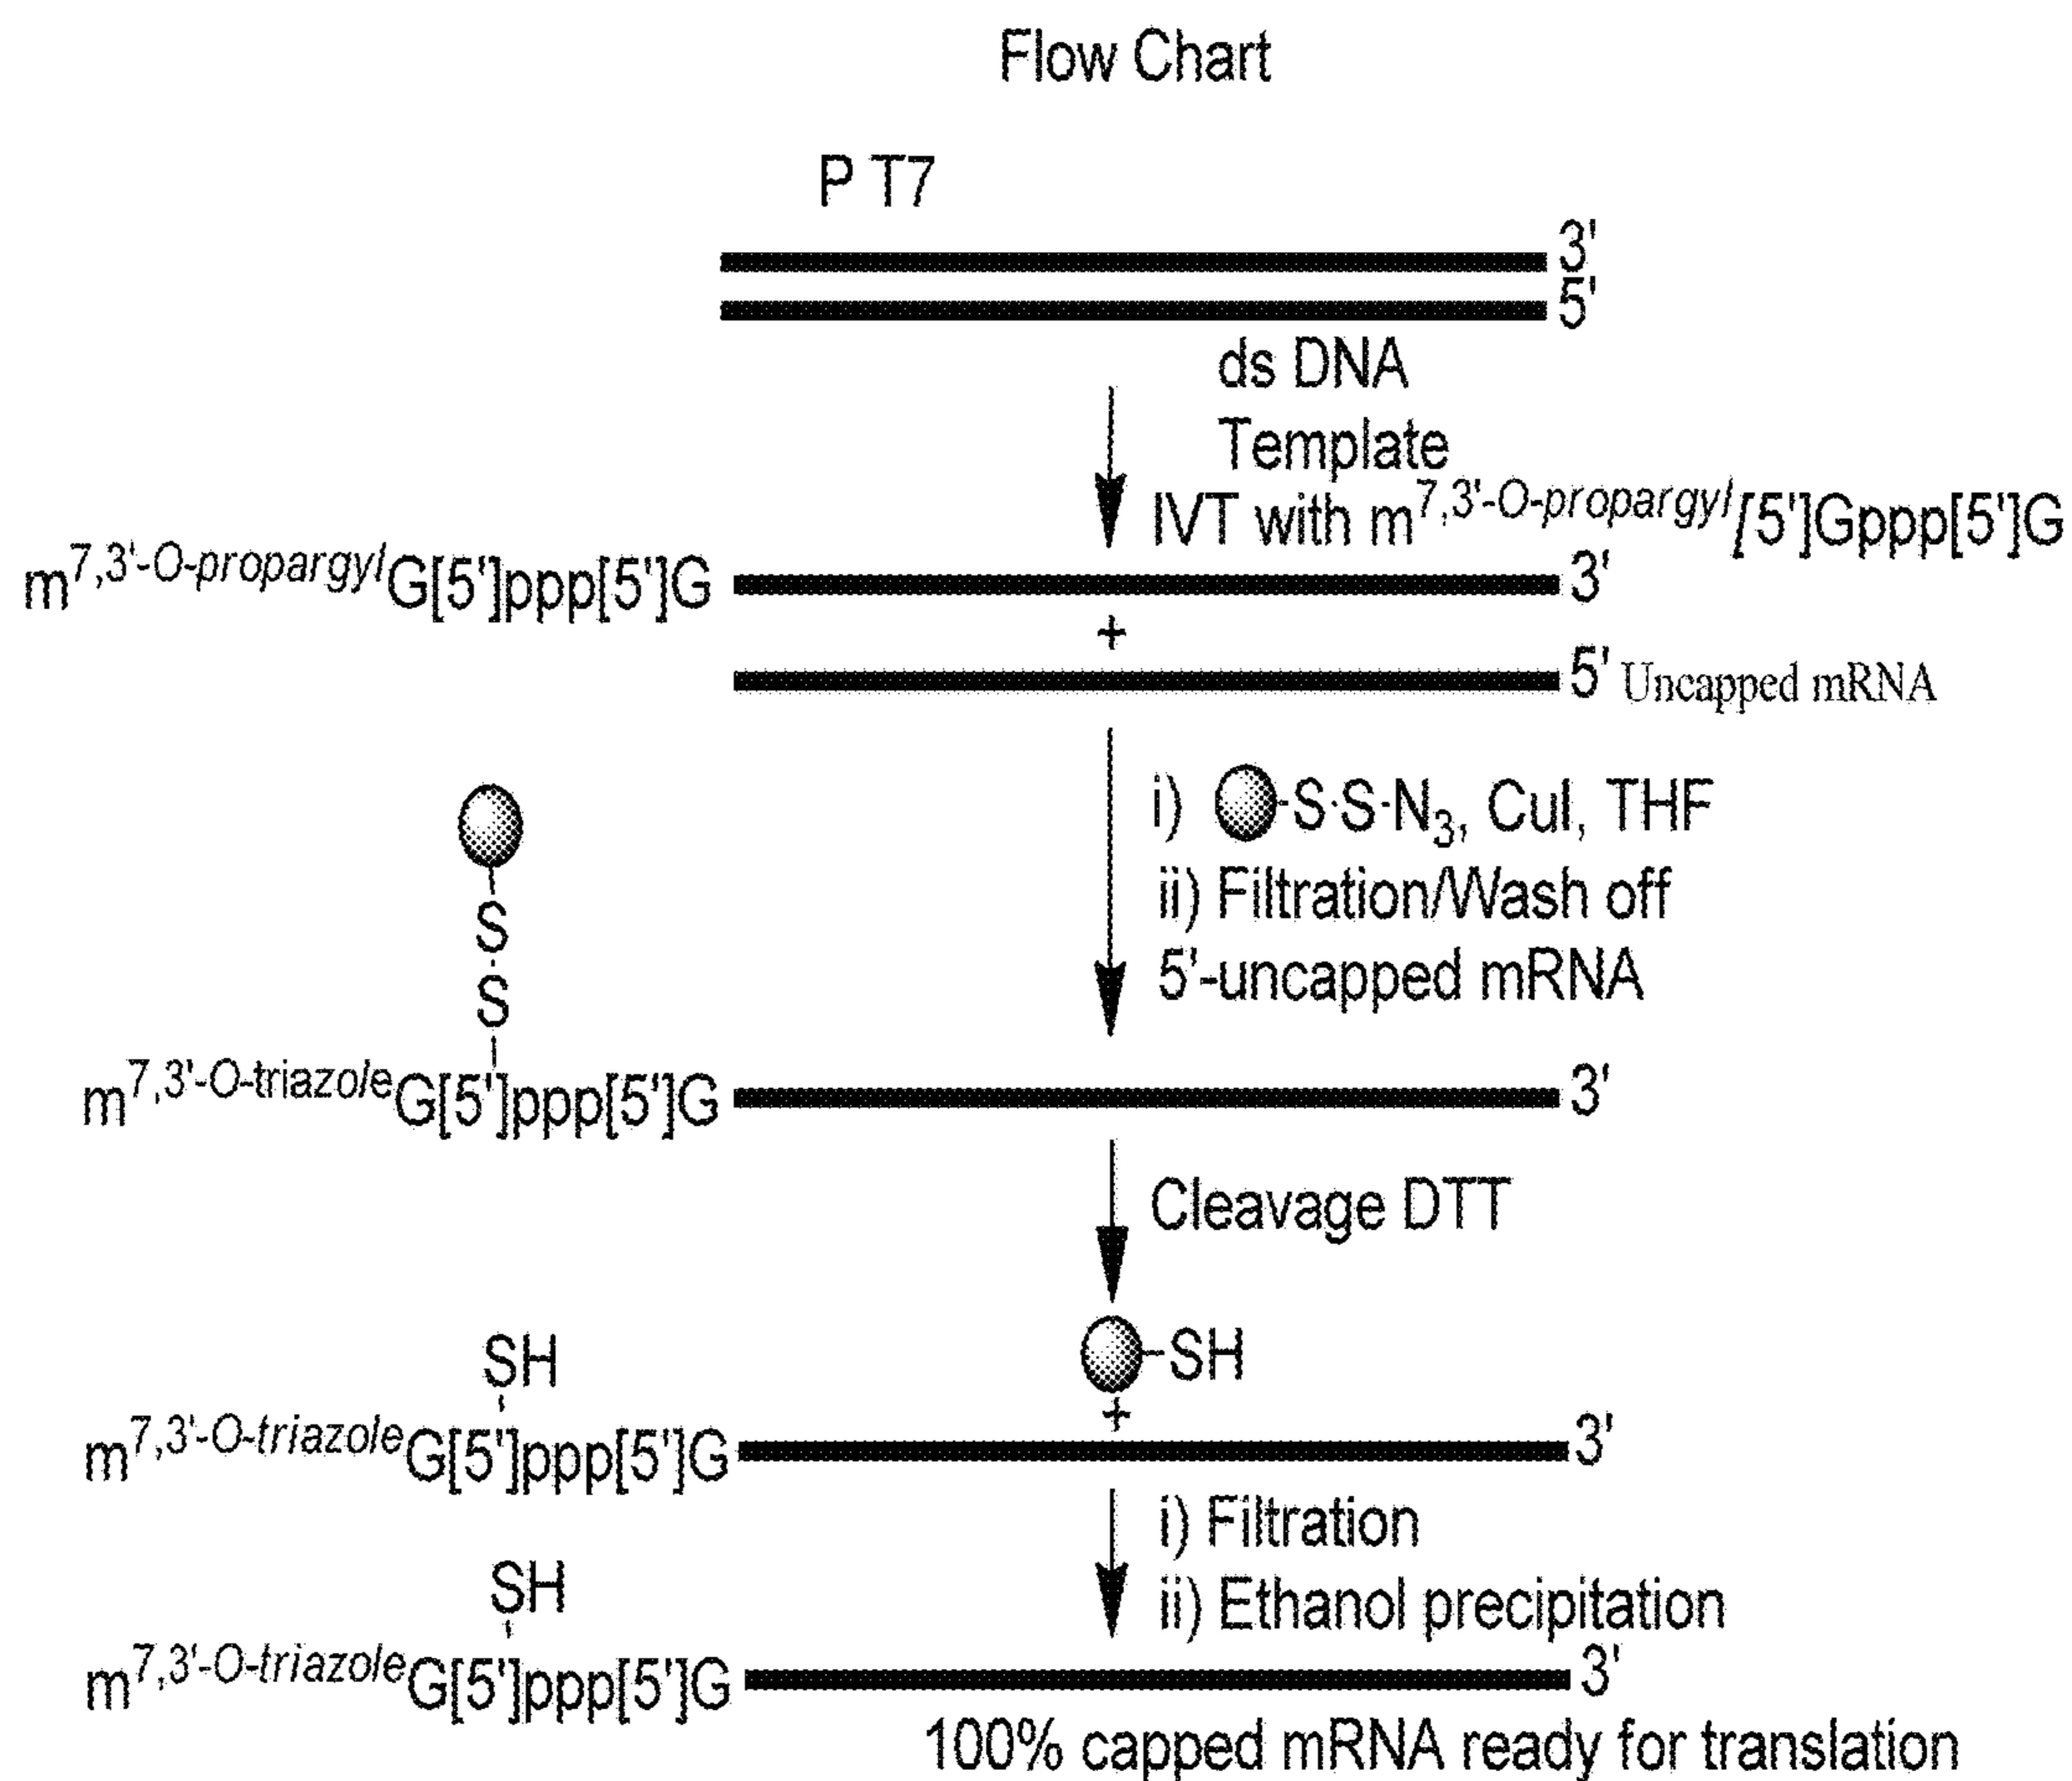 Flow Chart
P T7
3'
5'
ds DNA
Template
IVT with m7,3'-O-propargyl[5']Gppp[5']G
m7,3'-O-propargylG[5']ppp[5']G 3'
+
5' Uncapped mRNA
i) -S-S-N3, CuI, THF
ii) Filtration/Wash off
5'-uncapped mRNA
S
S
m7,3'-O-triazoleG[5']ppp[5']G 3'
Cleavage DTT
SH
-SH
+
m7,3'-O-triazoleG[5']ppp[5']G 3'
i) Filtration
ii) Ethanol precipitation
SH
m7,3'-O-triazoleG[5']ppp[5']G 3'
100% capped mRNA ready for translation